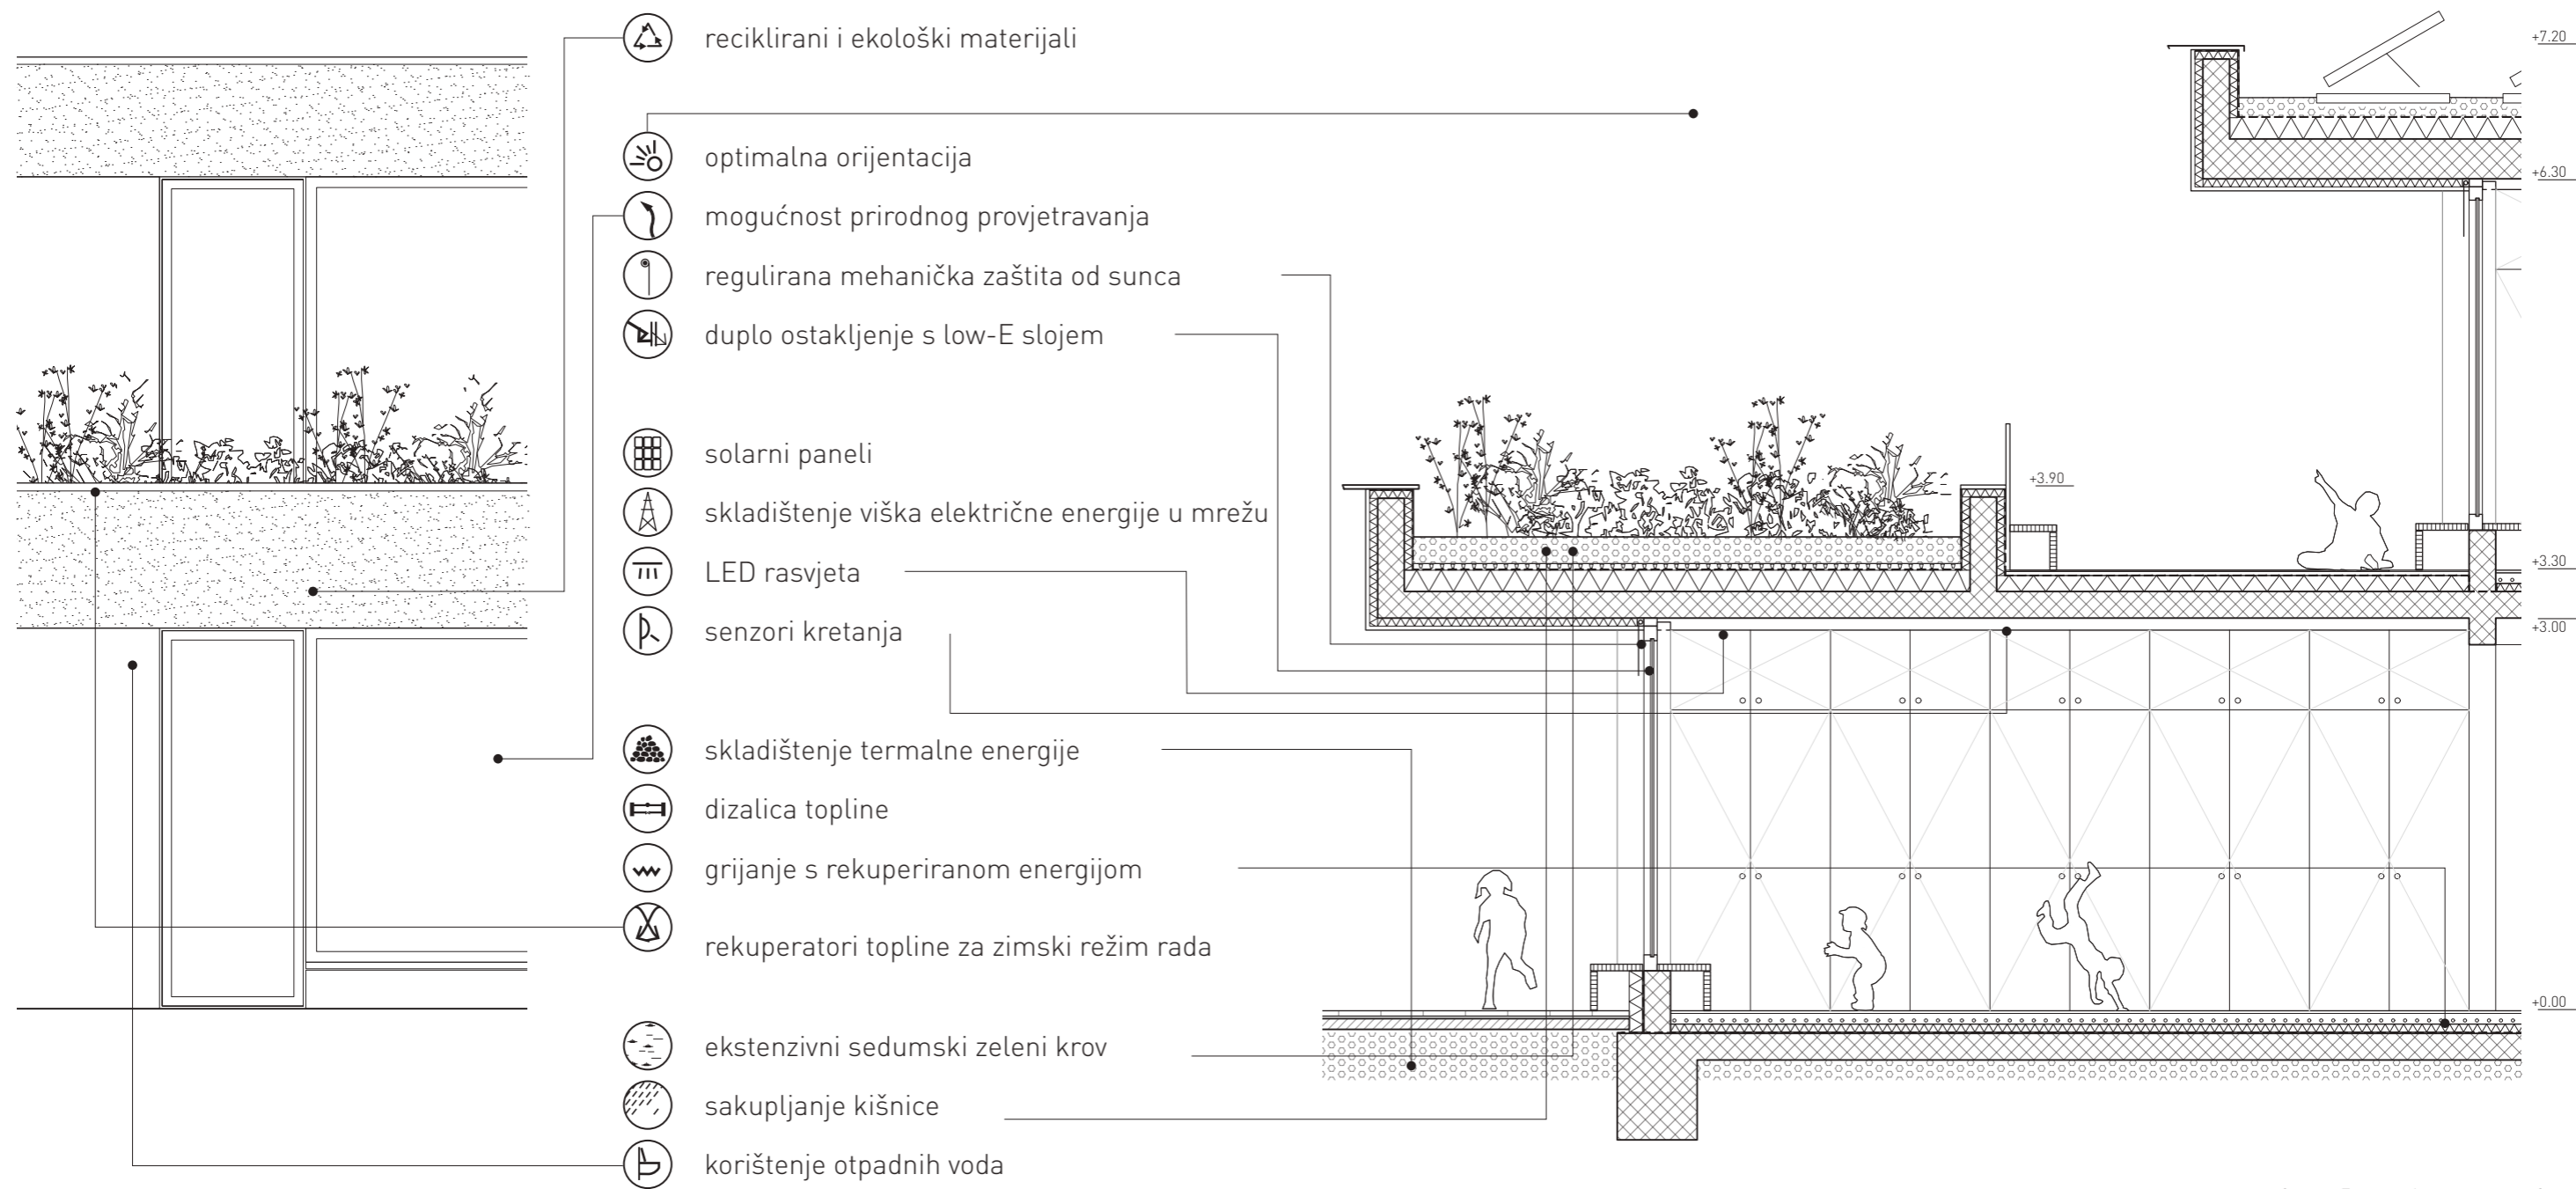 reciklirani i ekološki materijali
optimalna orijentacija
mogućnost prirodnog provjetravanja
regulirana mehanička zaštita od sunca
duplo ostakljenje s low-E slojem
solarni paneli
skladištenje viška električne energije u mrežu
LED rasvjeta
senzori kretanja
skladištenje termalne energije
dizalica topline
grijanje s rekuperiranom energijom
rekuperatori topline za zimski režim rada
ekstenzivni sedumski zeleni krov
sakupljanje kišnice
korištenje otpadnih voda
+7.20
+6.30
+3.90
+3.30
+3.00
+0.00